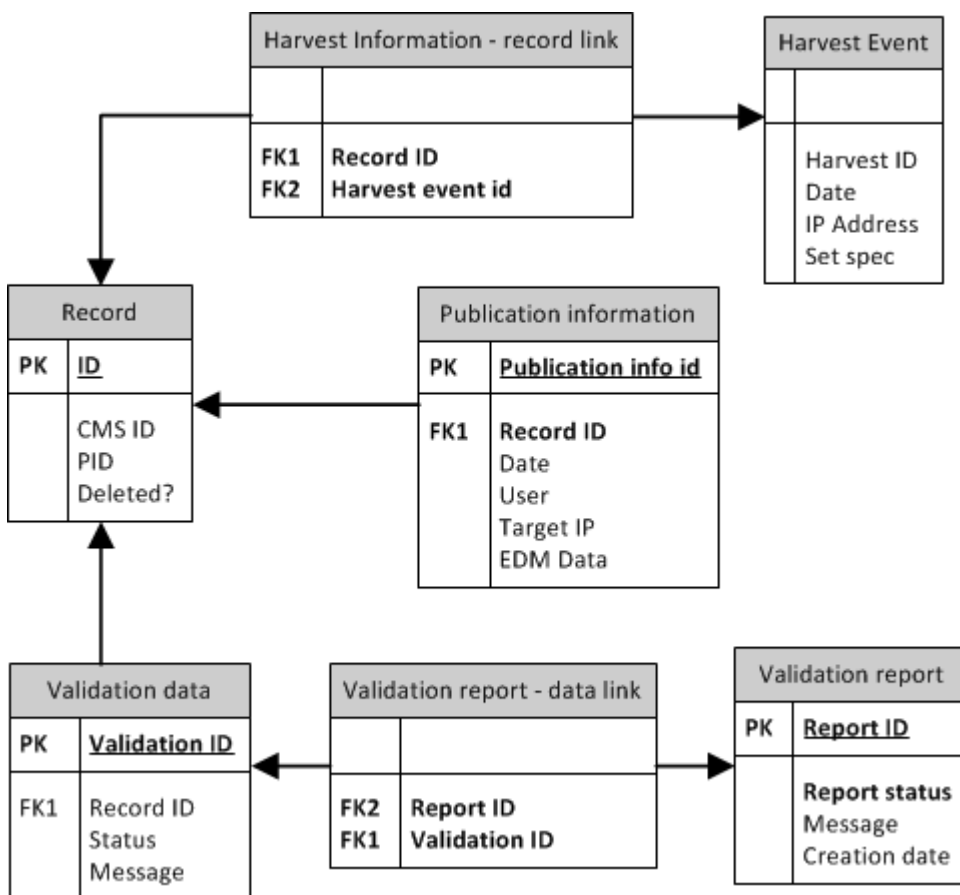 Harvest Information - record link
FK1 Record ID
FK2 Harvest event id
Harvest Event
Harvest ID
Date
IP Address
Set spec
Record
PK ID
CMS ID
PID
Deleted?
Publication information
PK Publication info id
FK1 Record ID
Date
User
Target IP
EDM Data
Validation data
PK Validation ID
FK1 Record ID
Status
Message
Validation report - data link
FK2 Report ID
FK1 Validation ID
Validation report
PK Report ID
Report status
Message
Creation date